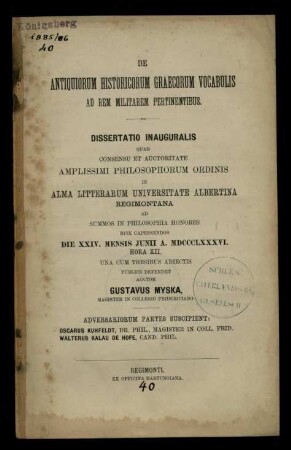 Königsberg
1885/86
40
DE
ANTIQUIORUM HISTORICORUM GRAECORUM VOCABULIS
AD REM MILITAREM PERTINENTIBUS.
DISSERTATIO INAUGURALIS
QUAM
CONSENSU ET AUCTORITATE
AMPLISSIMI PHILOSOPHORUM ORDINIS
IN
ALMA LITTERARUM UNIVERSITATE ALBERTINA
REGIMONTANA
AD
SUMMOS IN PHILOSOPHIA HONORES
RITE CAPESSENDOS
DIE XXIV. MENSIS JUNII A. MDCCCLXXXVI.
HORA XII.
UNA CUM THESIBUS ADIECTIS
PUBLICE DEFENDET
AUCTOR
GUSTAVUS MYSKA,
MAGISTER IN COLLEGIO FRIDERICIANO
ADVERSARIORUM PARTES SUSCIPIENT:
OSCARUS KUHFELDT, DR. PHIL., MAGISTER IN COLL. FRID.
WALTERUS KALAU DE HOFE, CAND. PHIL.
SCHLES.
REGIMONTI.
EX OFFICINA HARTUNGIANA.
40